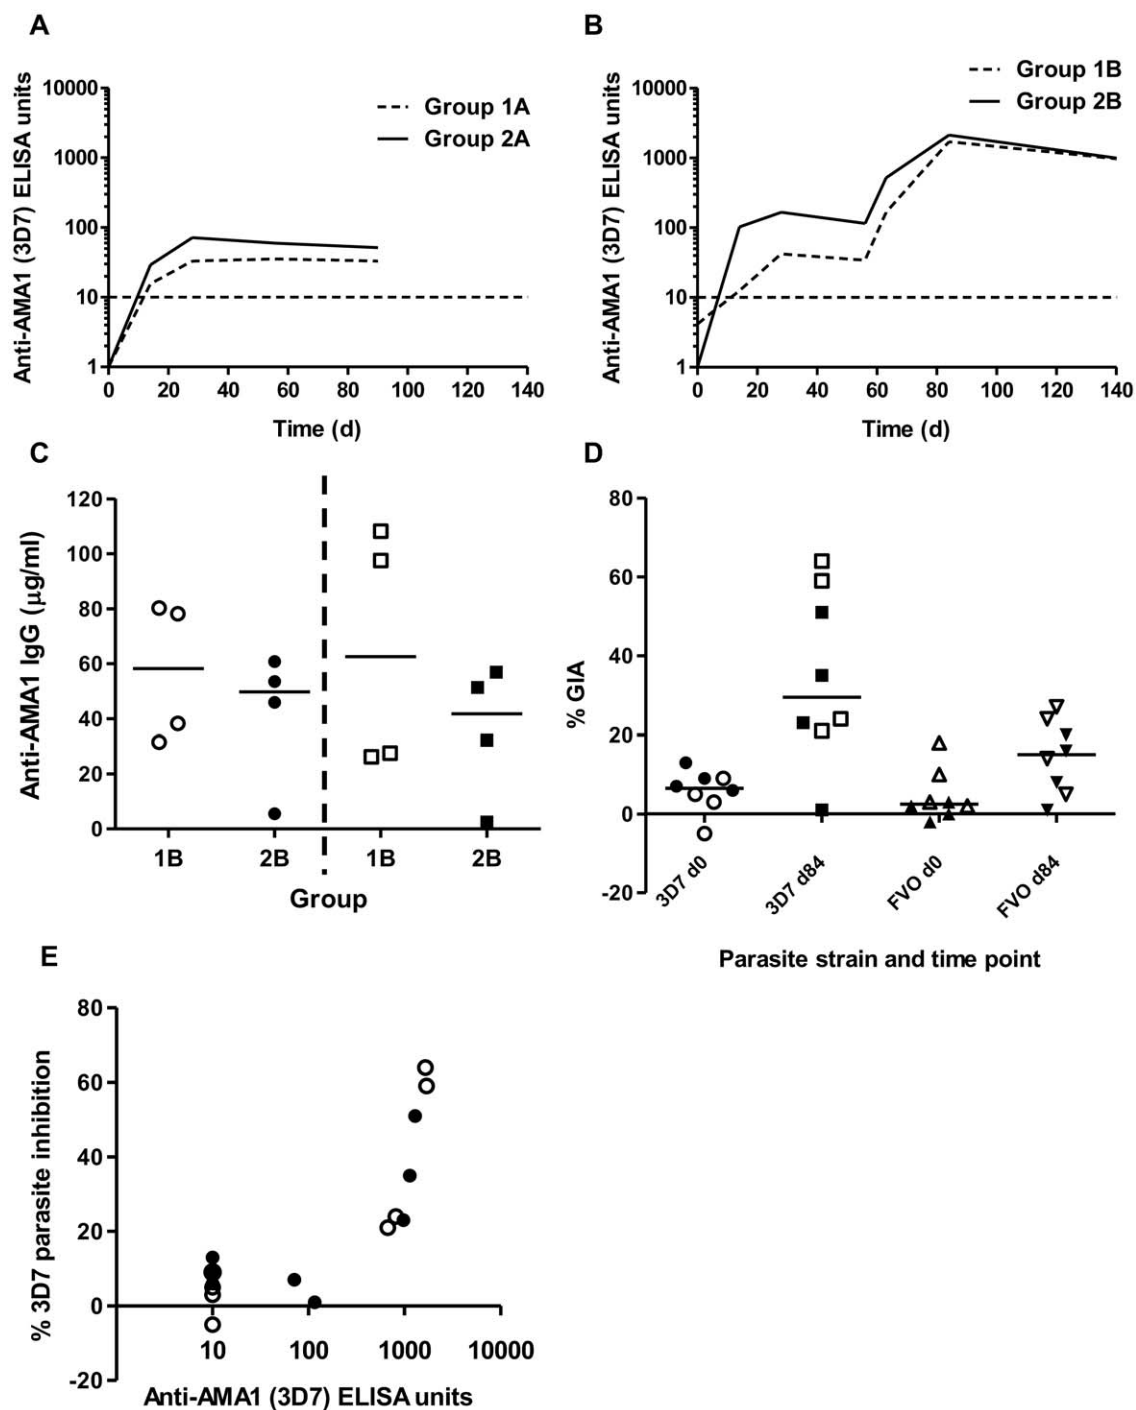 A
Anti-AMA1 (3D7) ELISA units
10000
1000
100
10
1
0 20 40 60 80 100 120 140
Time (d)
Group 1A
Group 2A
B
Anti-AMA1 (3D7) ELISA units
10000
1000
100
10
1
0 20 40 60 80 100 120 140
Time (d)
Group 1B
Group 2B
C
Anti-AMA1 IgG (µg/ml)
120
100
80
60
40
20
0
1B 2B 1B 2B
Group
D
% GIA
80
60
40
20
0
-20
3D7 d0
3D7 d84
FVO d0
FVO d84
Parasite strain and time point
E
% 3D7 parasite inhibition
80
60
40
20
0
-20
10 100 1000 10000
Anti-AMA1 (3D7) ELISA units